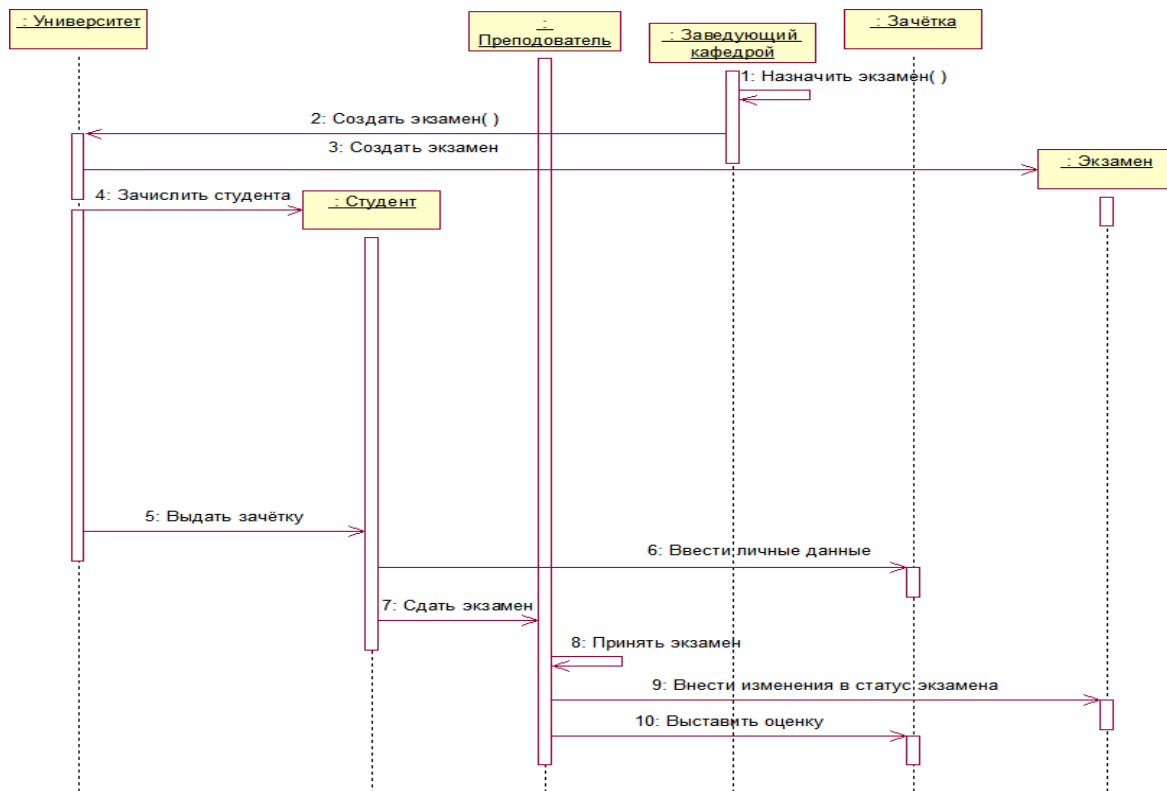 _: Университет
_:
Преподователь
_: Заведующий
кафедрой
_: Зачётка
1: Назначить экзамен( )
2: Создать экзамен( )
3: Создать экзамен
_: Экзамен
4: Зачислить студента
_: Студент
5: Выдать зачётку
6: Ввести личные данные
7: Сдать экзамен
8: Принять экзамен
9: Внести изменения в статус экзамена
10: Выставить оценку